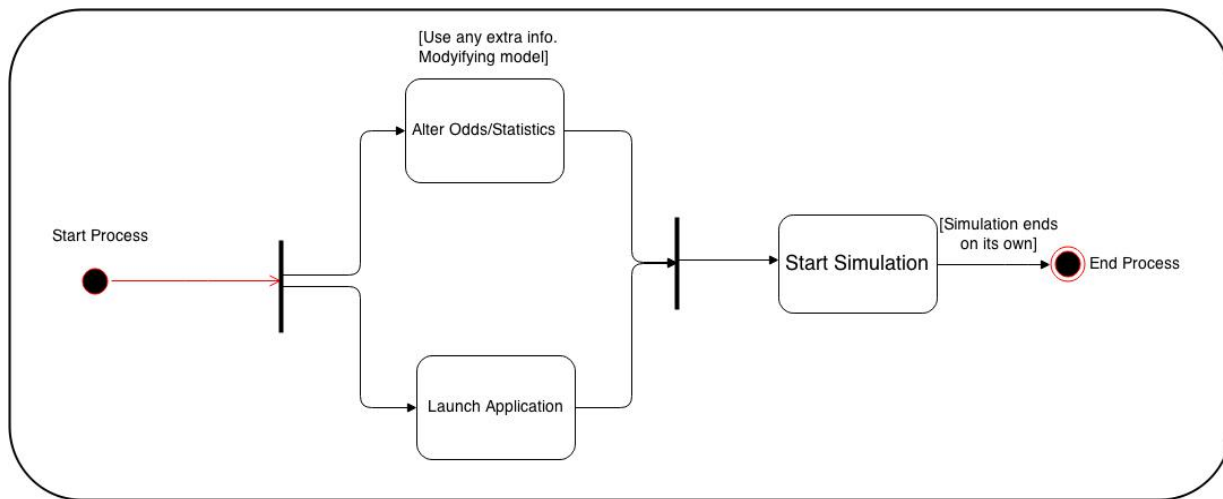 [Use any extra info.
Modyifying model]
Alter Odds/Statistics
Start Process
[Simulation ends
on its own]
Start Simulation
End Process
Launch Application